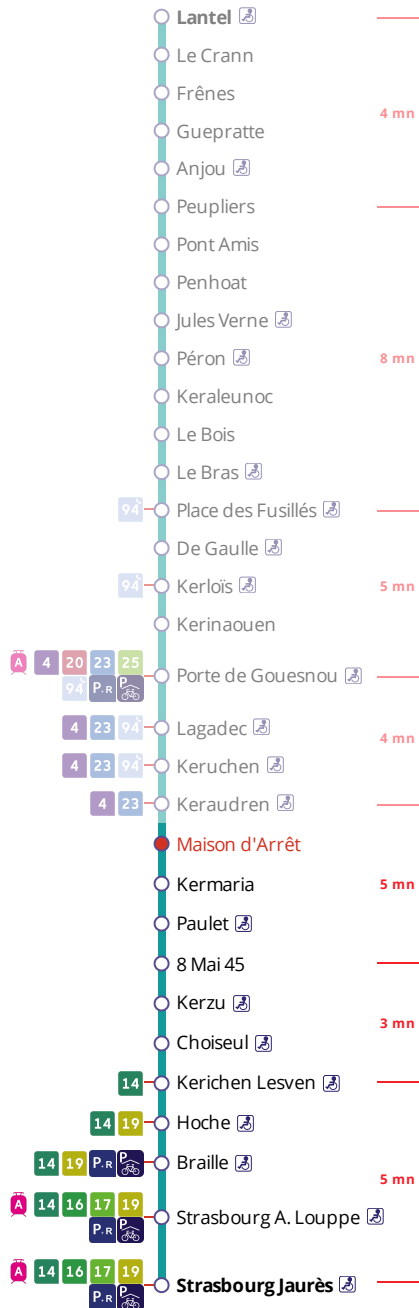 Lantel
Le Crann
Frênes
4 mn
Guepratte
Anjou
Peupliers
Pont Amis
Penhoat
Jules Verne
Péron
8 mn
Keraleunoc
Le Bois
Le Bras
94 Place des Fusillés
De Gaulle
94 Kerloïs
5 mn
Kerinaouen
A 4 20 23 25
Porte de Gouesnou
94 P.R P
4 23 94 Lagadec
4 mn
4 23 94 Keruchen
4 23 Keraudren
Maison d'Arrêt
Kermaria
5 mn
Paulet
8 Mai 45
Kerzu
3 mn
Choiseul
14 Kerichen Lesven
14 19 Hoche
14 19 P.R P Braille
5 mn
A 14 16 17 19
Strasbourg A. Louppe
P.R P
A 14 16 17 19
Strasbourg Jaurès
P.R P